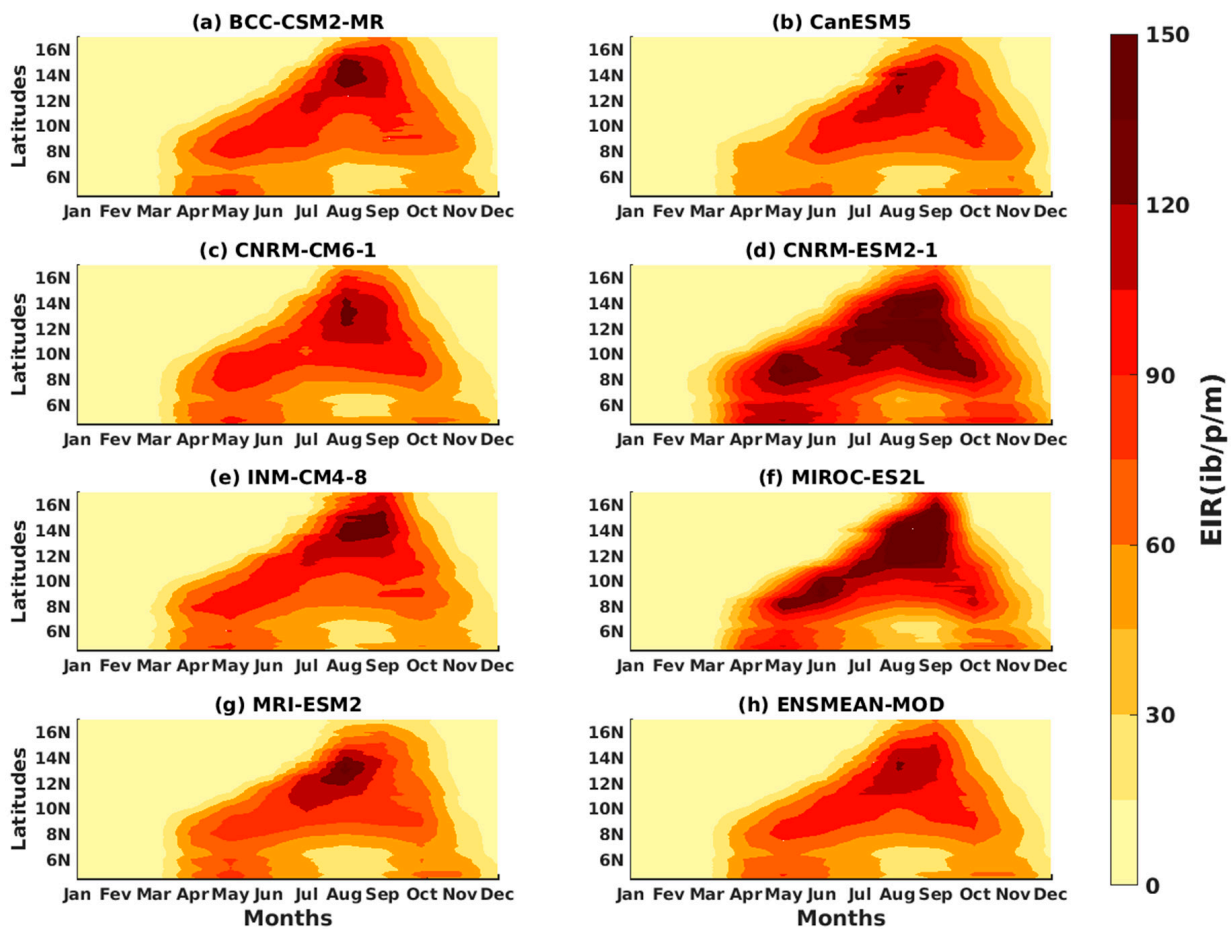 (a) BCC-CSM2-MR
(b) CanESM5
16N
14N
12N
10N
8N
6N
Latitudes
Jan Fev Mar Apr May Jun Jul Aug Sep Oct Nov Dec
16N
14N
12N
10N
8N
6N
Jan Fev Mar Apr May Jun Jul Aug Sep Oct Nov Dec
(c) CNRM-CM6-1
(d) CNRM-ESM2-1
16N
14N
12N
10N
8N
6N
Latitudes
Jan Fev Mar Apr May Jun Jul Aug Sep Oct Nov Dec
16N
14N
12N
10N
8N
6N
Latitudes
Jan Fev Mar Apr May Jun Jul Aug Sep Oct Nov Dec
(e) INM-CM4-8
(f) MIROC-ES2L
16N
14N
12N
10N
8N
6N
Latitudes
Jan Fev Mar Apr May Jun Jul Aug Sep Oct Nov Dec
16N
14N
12N
10N
8N
6N
Jan Fev Mar Apr May Jun Jul Aug Sep Oct Nov Dec
(g) MRI-ESM2
(h) ENSMEAN-MOD
16N
14N
12N
10N
8N
6N
Latitudes
Jan Fev Mar Apr May Jun Jul Aug Sep Oct Nov Dec
Months
16N
14N
12N
10N
8N
6N
Jan Fev Mar Apr May Jun Jul Aug Sep Oct Nov Dec
Months
150
120
90
60
30
0
EIR(ib/p/m)